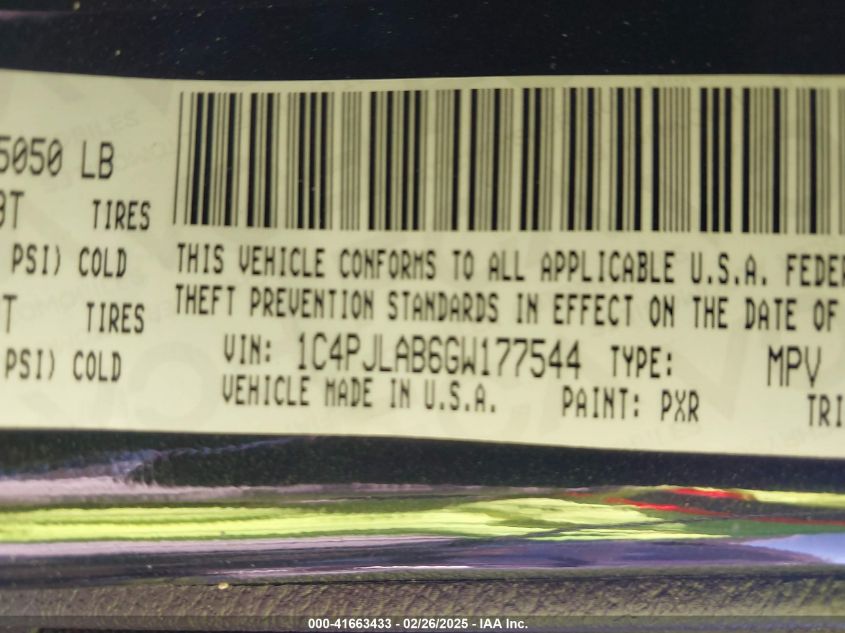 5050 LB
TIRES
PSI) COLD
TIRES
PSI) COLD
THIS VEHICLE CONFORMS TO ALL APPLICABLE U.S.A. FEDER
THEFT PREVENTION STANDARDS IN EFFECT ON THE DATE OF
VIN: 1C4PJLAB6GW177544 TYPE: MPV
VEHICLE MADE IN U.S.A. PAINT: PXR
TRI
000-41663433 - 02/26/2025 - IAA Inc.